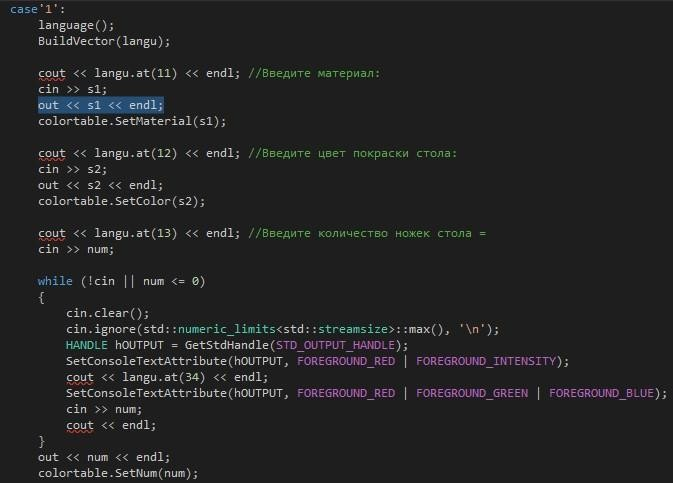 case'1':
language();
BuildVector(langu);
cout << langu.at(11) << endl; //Введите материал:
cin >> s1;
out << s1 << endl;
colortable.SetMaterial(s1);
cout << langu.at(12) << endl; //Введите цвет покраски стола:
cin >> s2;
out << s2 << endl;
colortable.SetColor(s2);
cout << langu.at(13) << endl; //Введите количество ножек стола =
cin >> num;
while (!cin || num <= 0)
{
cin.clear();
cin.ignore(std::numeric_limits<std::streamsize>::max(), '\n');
HANDLE hOUTPUT = GetStdHandle(STD_OUTPUT_HANDLE);
SetConsoleTextAttribute(hOUTPUT, FOREGROUND_RED | FOREGROUND_INTENSITY);
cout << langu.at(34) << endl;
SetConsoleTextAttribute(hOUTPUT, FOREGROUND_RED | FOREGROUND_GREEN | FOREGROUND_BLUE);
cin >> num;
cout << endl;
}
out << num << endl;
colortable.SetNum(num);